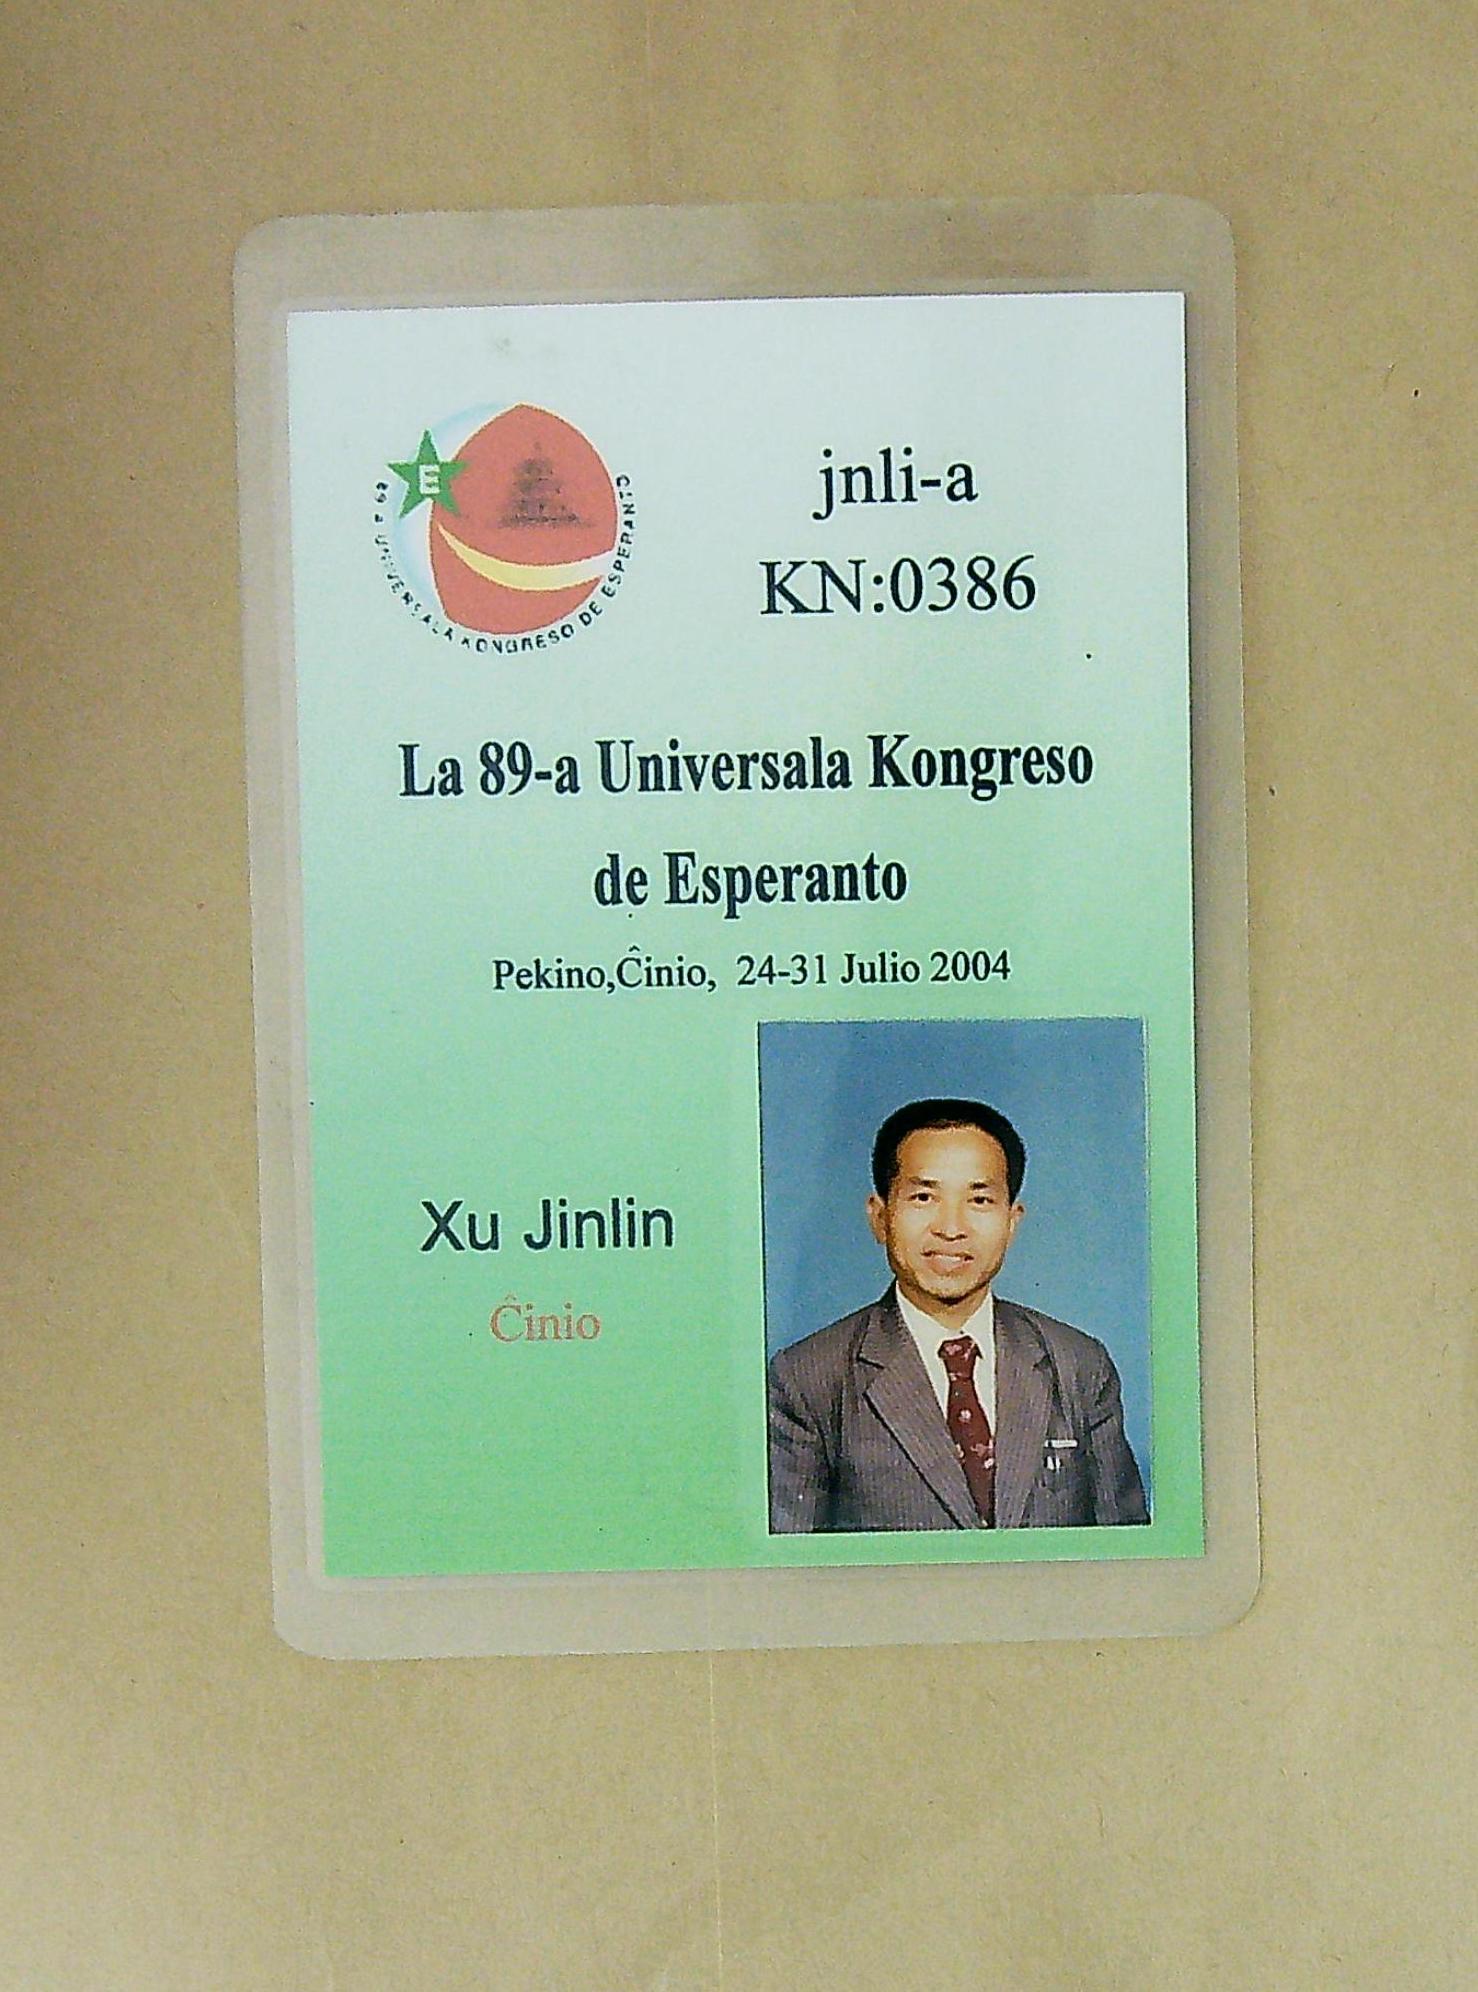 E
89-a UNIVERSALA KONGRESO DE ESPERANTO
jnli-a
KN:0386
La 89-a Universala Kongreso
de Esperanto
Pekino,Ĉinio, 24-31 Julio 2004
Xu Jinlin
Ĉinio